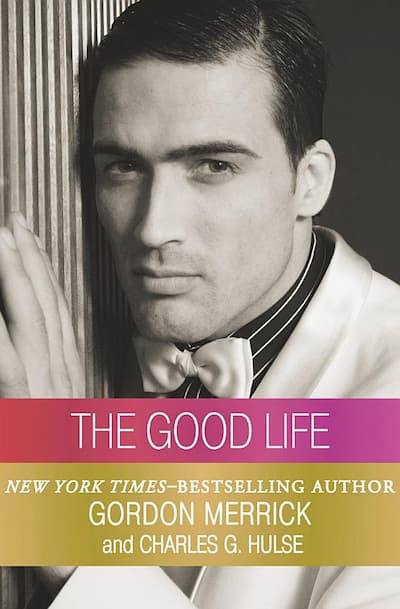 THE GOOD LIFE
NEW YORK TIMES–BESTSELLING AUTHOR
GORDON MERRICK
and CHARLES G. HULSE